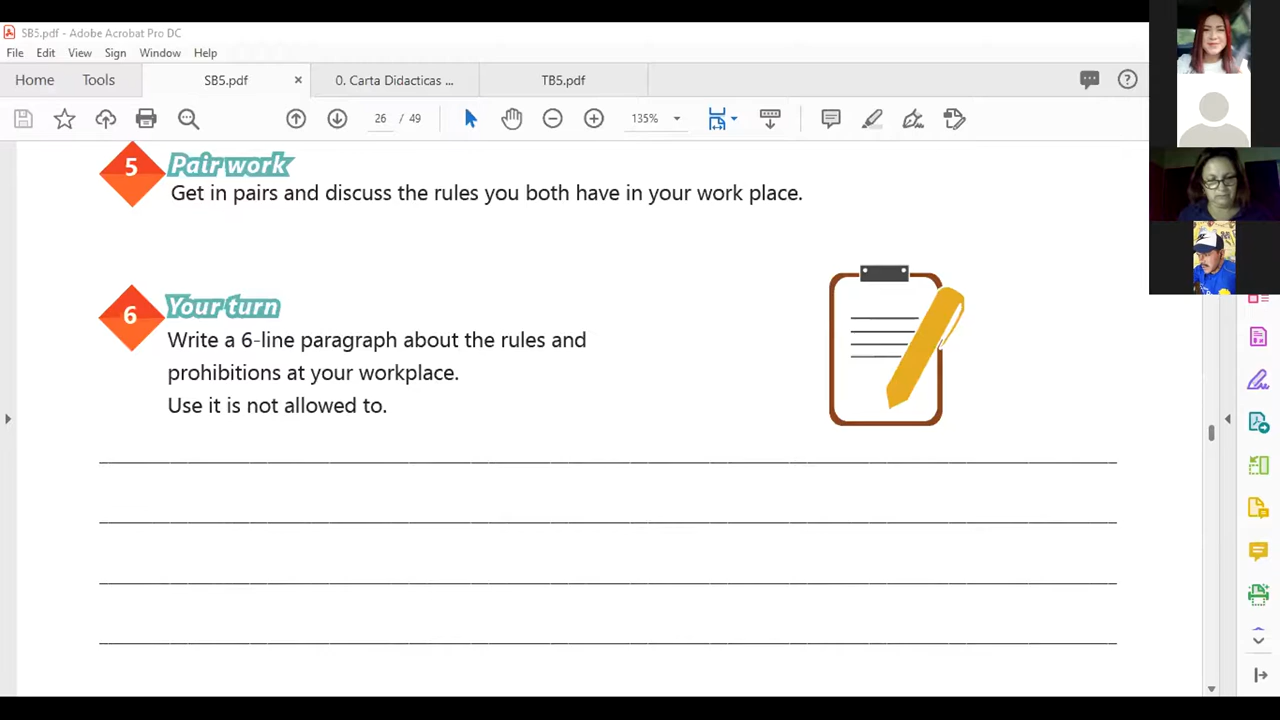 SB5.pdf - Adobe Acrobat Pro DC
File Edit View Sign Window Help
Home Tools SB5.pdf × 0. Carta Didacticas ... TB5.pdf
26 / 49 135%
5 Pair work
Get in pairs and discuss the rules you both have in your work place.
6 Your turn
Write a 6-line paragraph about the rules and
prohibitions at your workplace.
Use it is not allowed to.